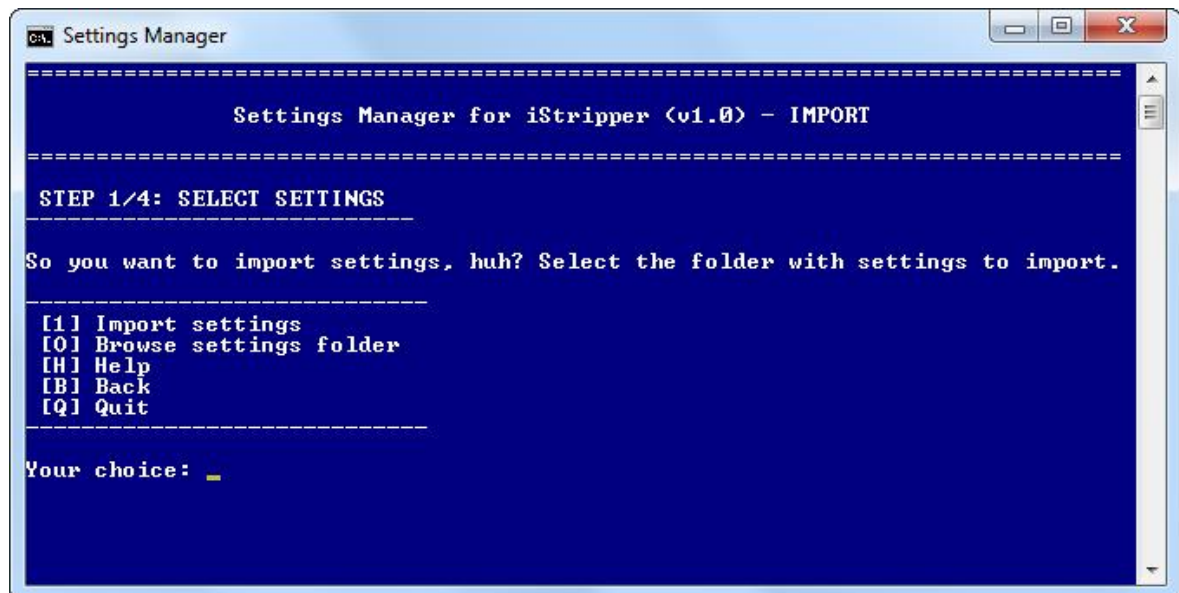 C:\. Settings Manager
================================================================================
Settings Manager for iStripper (v1.0) - IMPORT
================================================================================
STEP 1/4: SELECT SETTINGS
----------------------------
So you want to import settings, huh? Select the folder with settings to import.
-----------------------------
[1] Import settings
[O] Browse settings folder
[H] Help
[B] Back
[Q] Quit
-----------------------------
Your choice: _